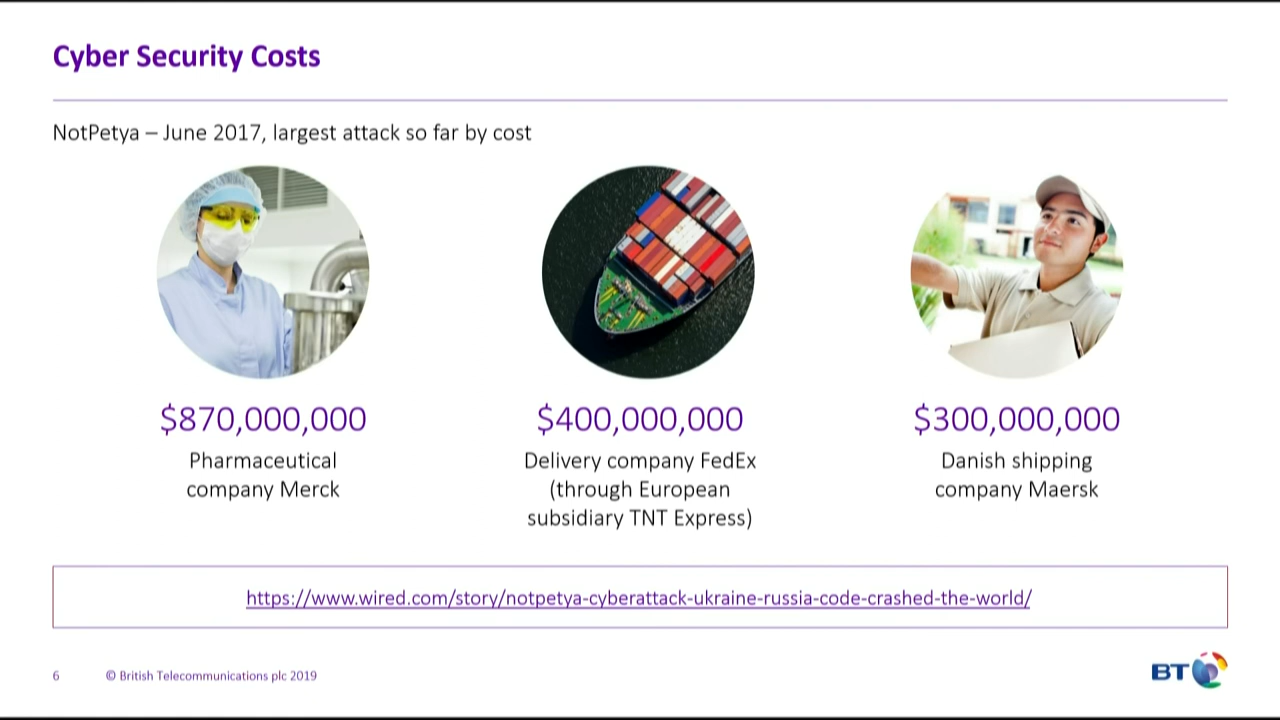 Cyber Security Costs
NotPetya – June 2017, largest attack so far by cost
$870,000,000
Pharmaceutical
company Merck
$400,000,000
Delivery company FedEx
(through European
subsidiary TNT Express)
$300,000,000
Danish shipping
company Maersk
https://www.wired.com/story/notpetya-cyberattack-ukraine-russia-code-crashed-the-world/
6 © British Telecommunications plc 2019
BT